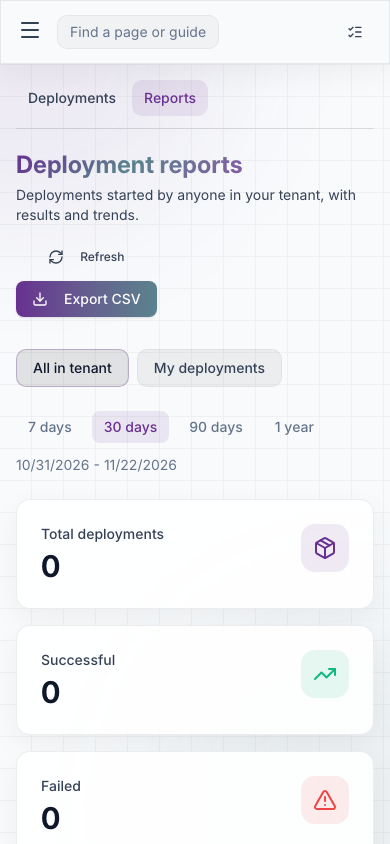 Find a page or guide
Deployments
Reports
Deployment reports
Deployments started by anyone in your tenant, with
results and trends.
Refresh
Export CSV
All in tenant
My deployments
7 days
30 days
90 days
1 year
10/31/2026 - 11/22/2026
Total deployments
0
Successful
0
Failed
0